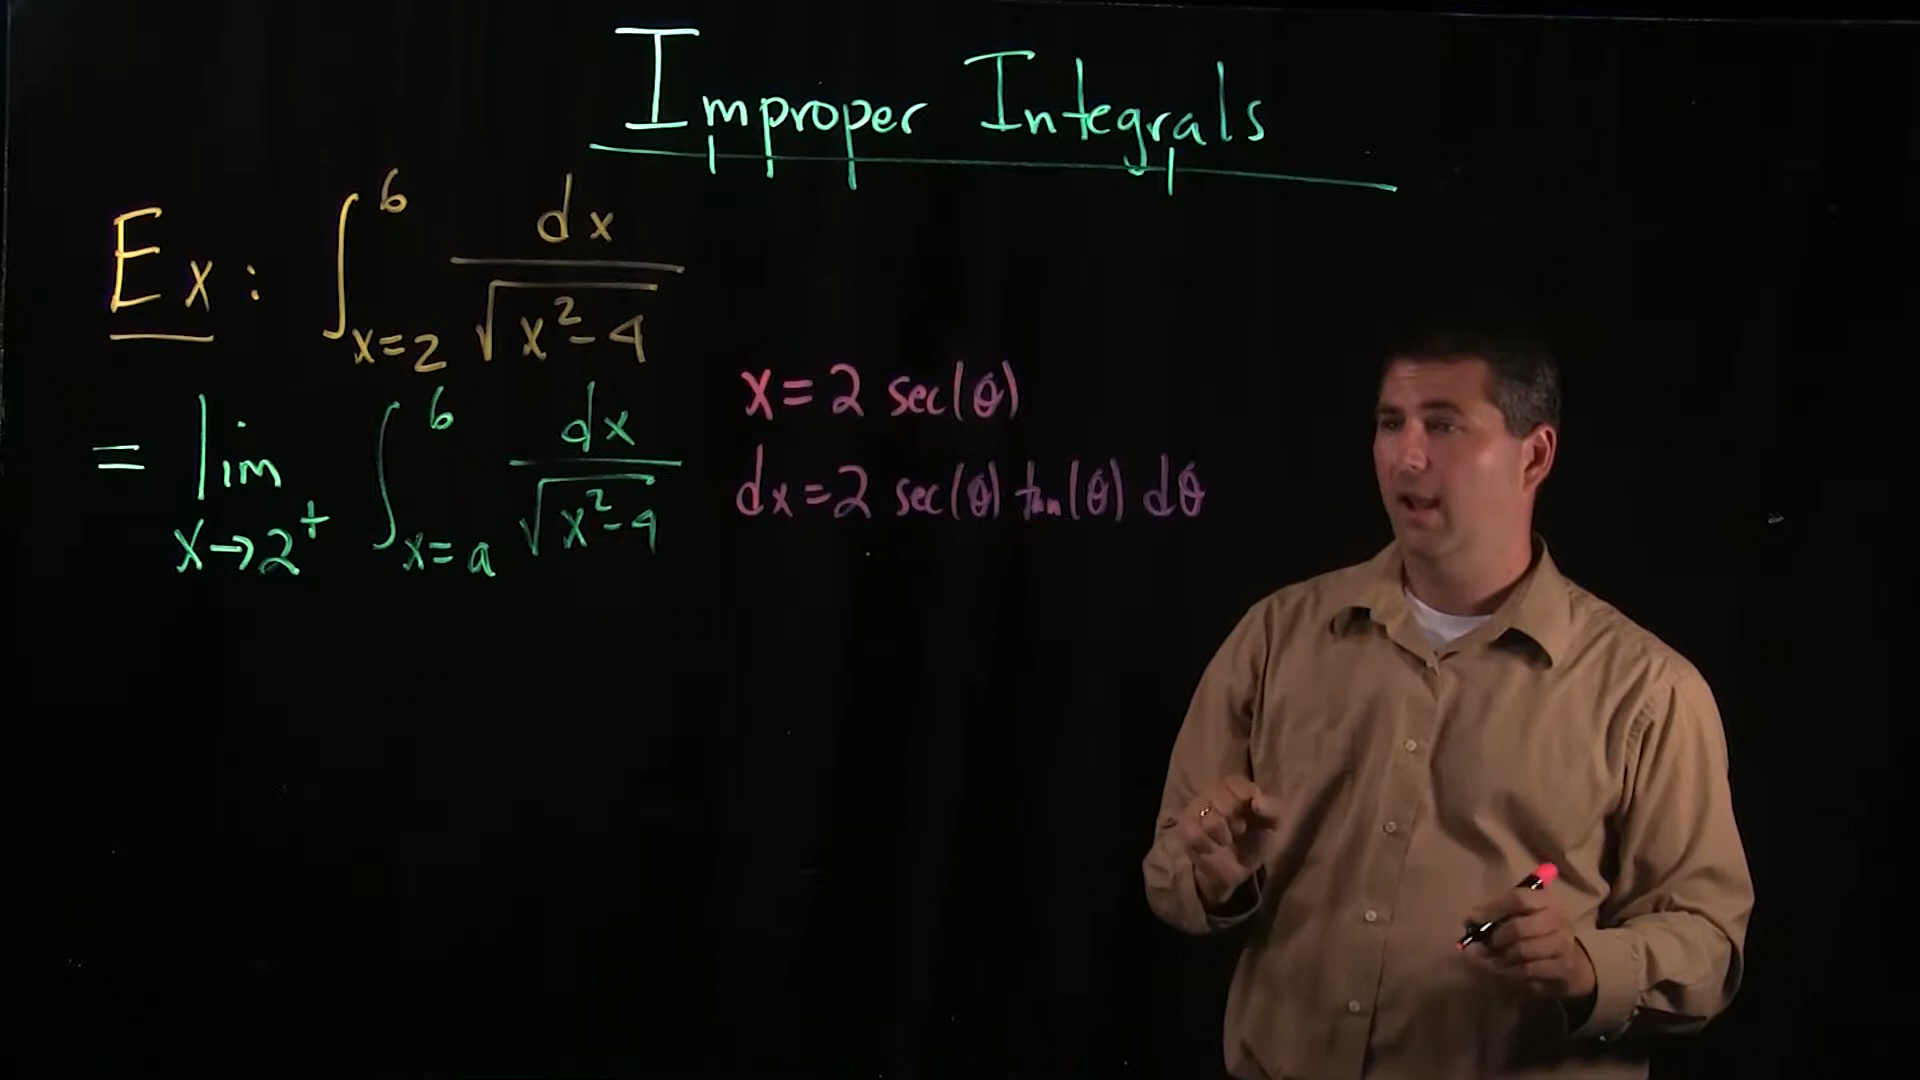 Improper Integrals
Ex: ∫_{x=2}^{6} dx / √(x²-4)
= lim_{x→2⁺} ∫_{x=a}^{6} dx / √(x²-4)
x = 2 sec(θ)
dx = 2 sec(θ) tan(θ) dθ